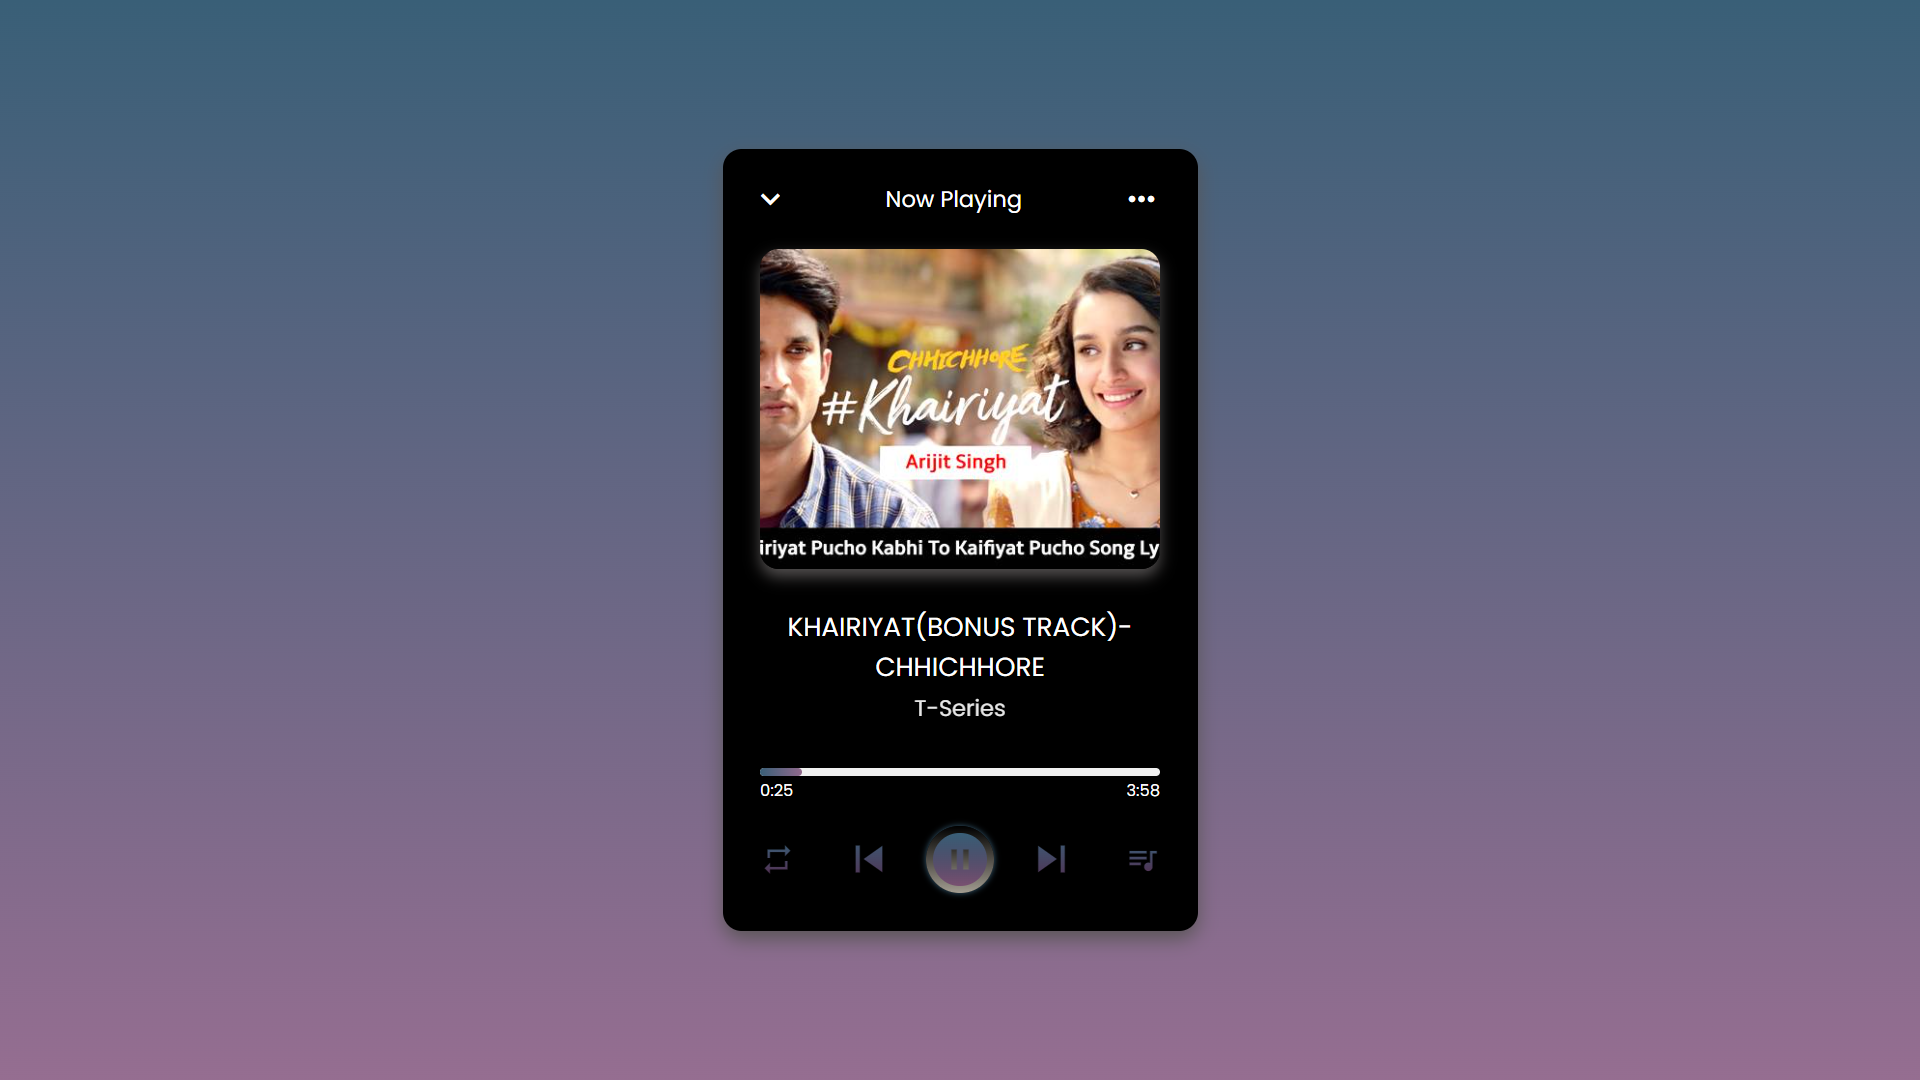 Now Playing
CHHICHHORE
#Khairiyat
Arijit Singh
iriyat Pucho Kabhi To Kaifiyat Pucho Song Ly
KHAIRIYAT(BONUS TRACK)-
CHHICHHORE
T-Series
0:25 3:58